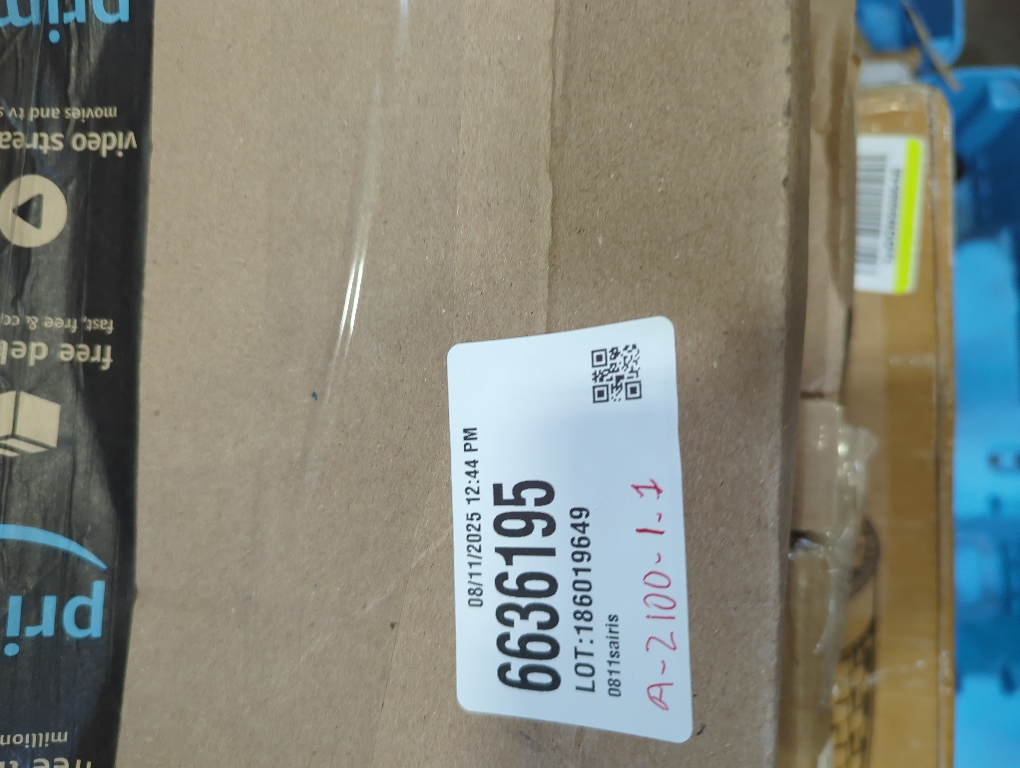 08/11/2025 12:44 PM
6636195
LOT:186019649
0811sairis
A-2100-1.1
prim
movies and tv s
video strea
fast, free & co
free del
pri
million
free t